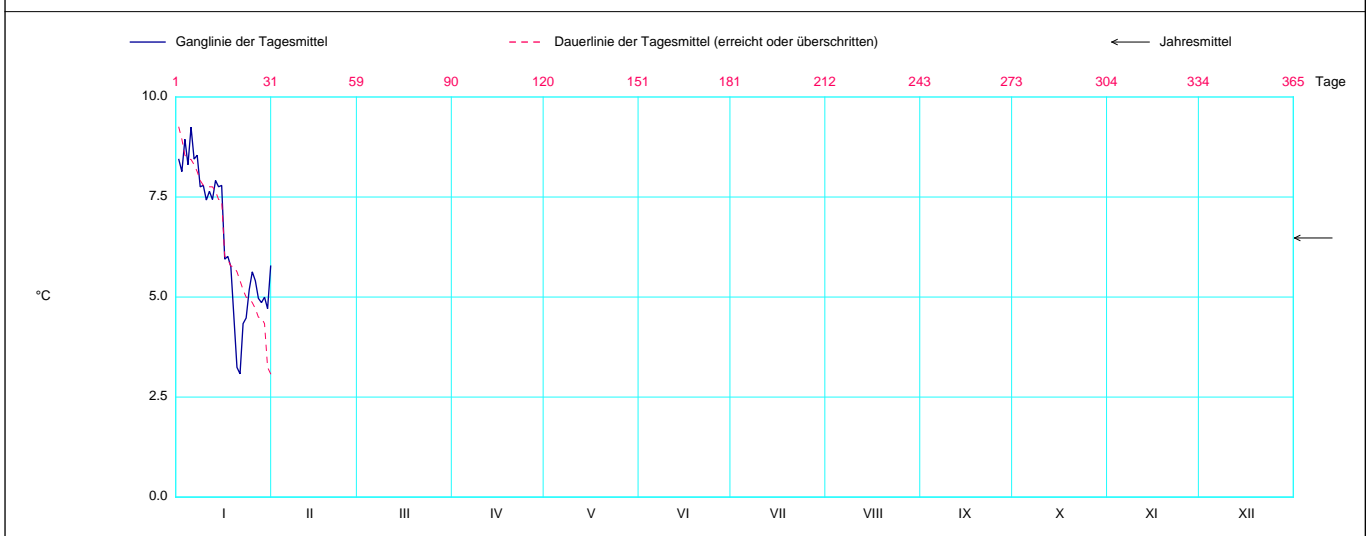 Ganglinie der Tagesmittel Dauerlinie der Tagesmittel (erreicht oder überschritten) Jahresmittel
1 31 59 90 120 151 181 212 243 273 304 334 365 Tage
10.0
7.5
°C
5.0
2.5
0.0
I II III IV V VI VII VIII IX X XI XII